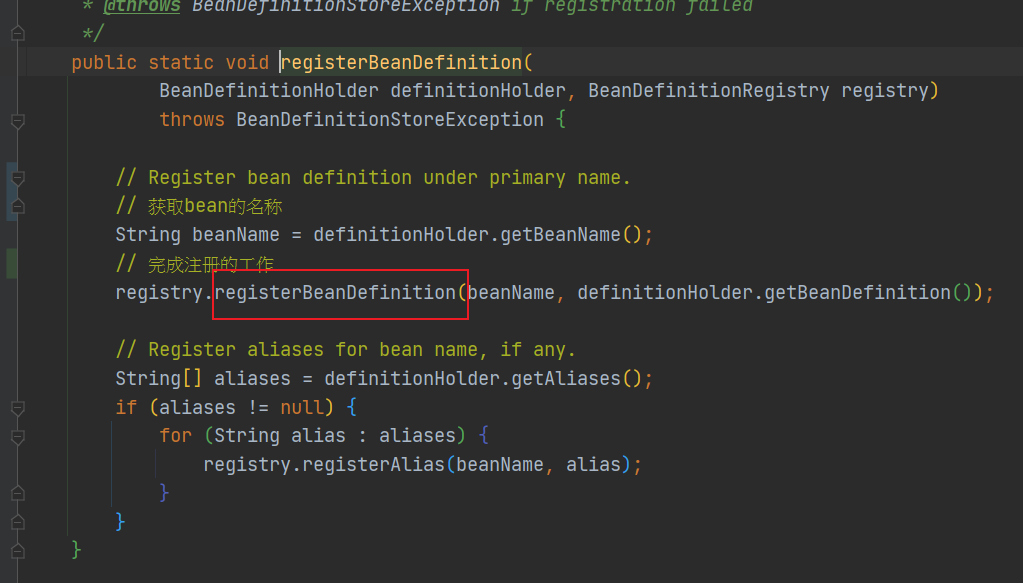 * @throws BeanDefinitionStoreException if registration failed
*/
public static void registerBeanDefinition(
BeanDefinitionHolder definitionHolder, BeanDefinitionRegistry registry)
throws BeanDefinitionStoreException {
// Register bean definition under primary name.
// 获取bean的名称
String beanName = definitionHolder.getBeanName();
// 完成注册的工作
registry.registerBeanDefinition(beanName, definitionHolder.getBeanDefinition());
// Register aliases for bean name, if any.
String[] aliases = definitionHolder.getAliases();
if (aliases != null) {
for (String alias : aliases) {
registry.registerAlias(beanName, alias);
}
}
}